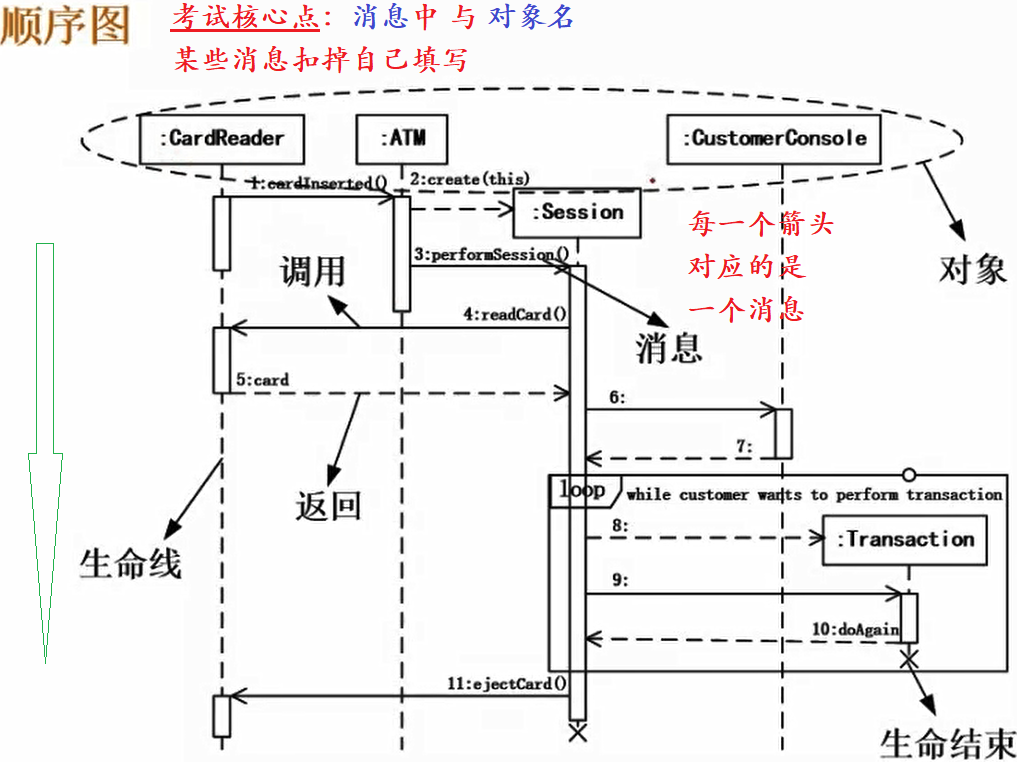 顺序图
考试核心点：消息中 与 对象名
某些消息扣掉自己填写
:CardReader
:ATM
:CustomerConsole
1:cardInserted()
2:create(this)
:Session
每一个箭头
对应的是
一个消息
对象
3:performSession()
调用
4:readCard()
消息
5:card
6:
7:
返回
loop
while customer wants to perform transaction
8:
:Transaction
生命线
9:
10:doAgain
11:ejectCard()
生命结束